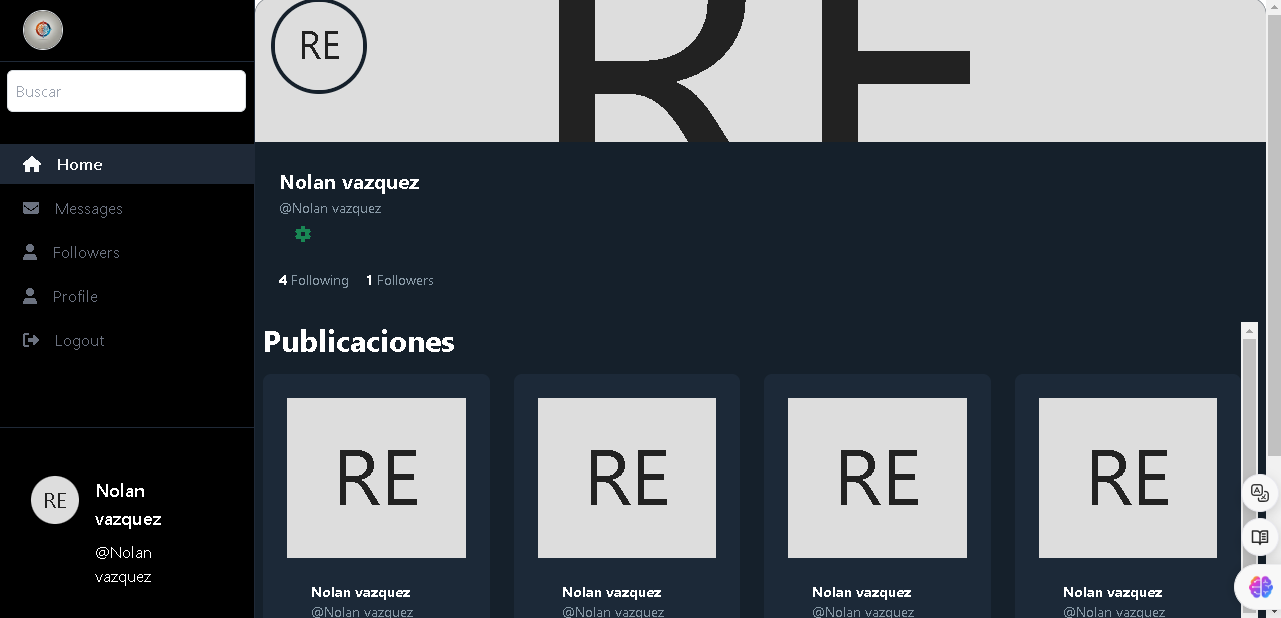 RE
RE
Buscar
Home
Messages
Followers
Profile
Logout
Nolan
vazquez
@Nolan
vazquez
RE
Nolan vazquez
@Nolan vazquez
4 Following 1 Followers
Publicaciones
RE RE RE RE
Nolan vazquez Nolan vazquez Nolan vazquez Nolan vazquez
@Nolan vazquez @Nolan vazquez @Nolan vazquez @Nolan vazquez